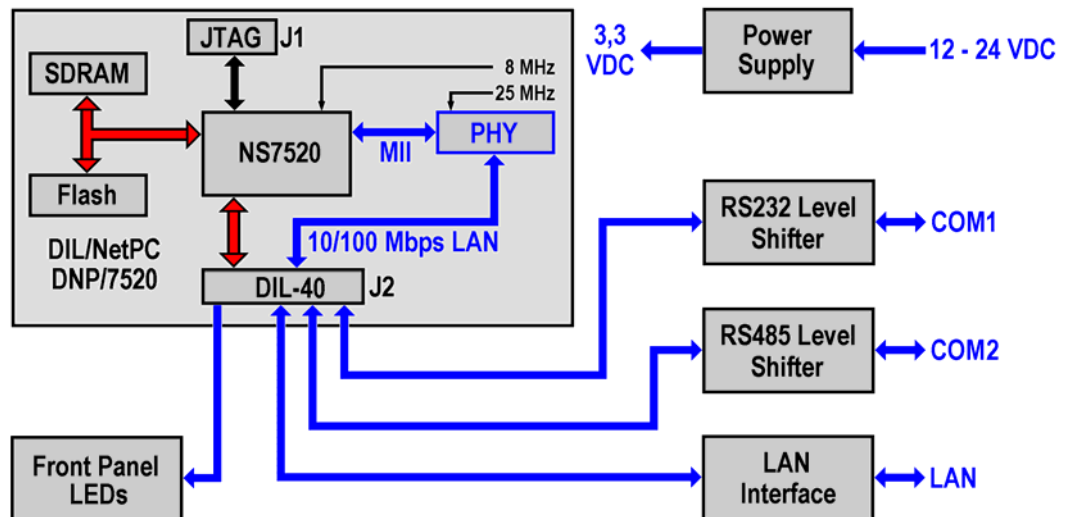 JTAG J1
SDRAM
8 MHz
25 MHz
NS7520
MII
PHY
Flash
DIL/NetPC
DNP/7520
10/100 Mbps LAN
DIL-40 J2
3,3
VDC
Power
Supply
12 - 24 VDC
RS232 Level
Shifter
COM1
RS485 Level
Shifter
COM2
Front Panel
LEDs
LAN
Interface
LAN